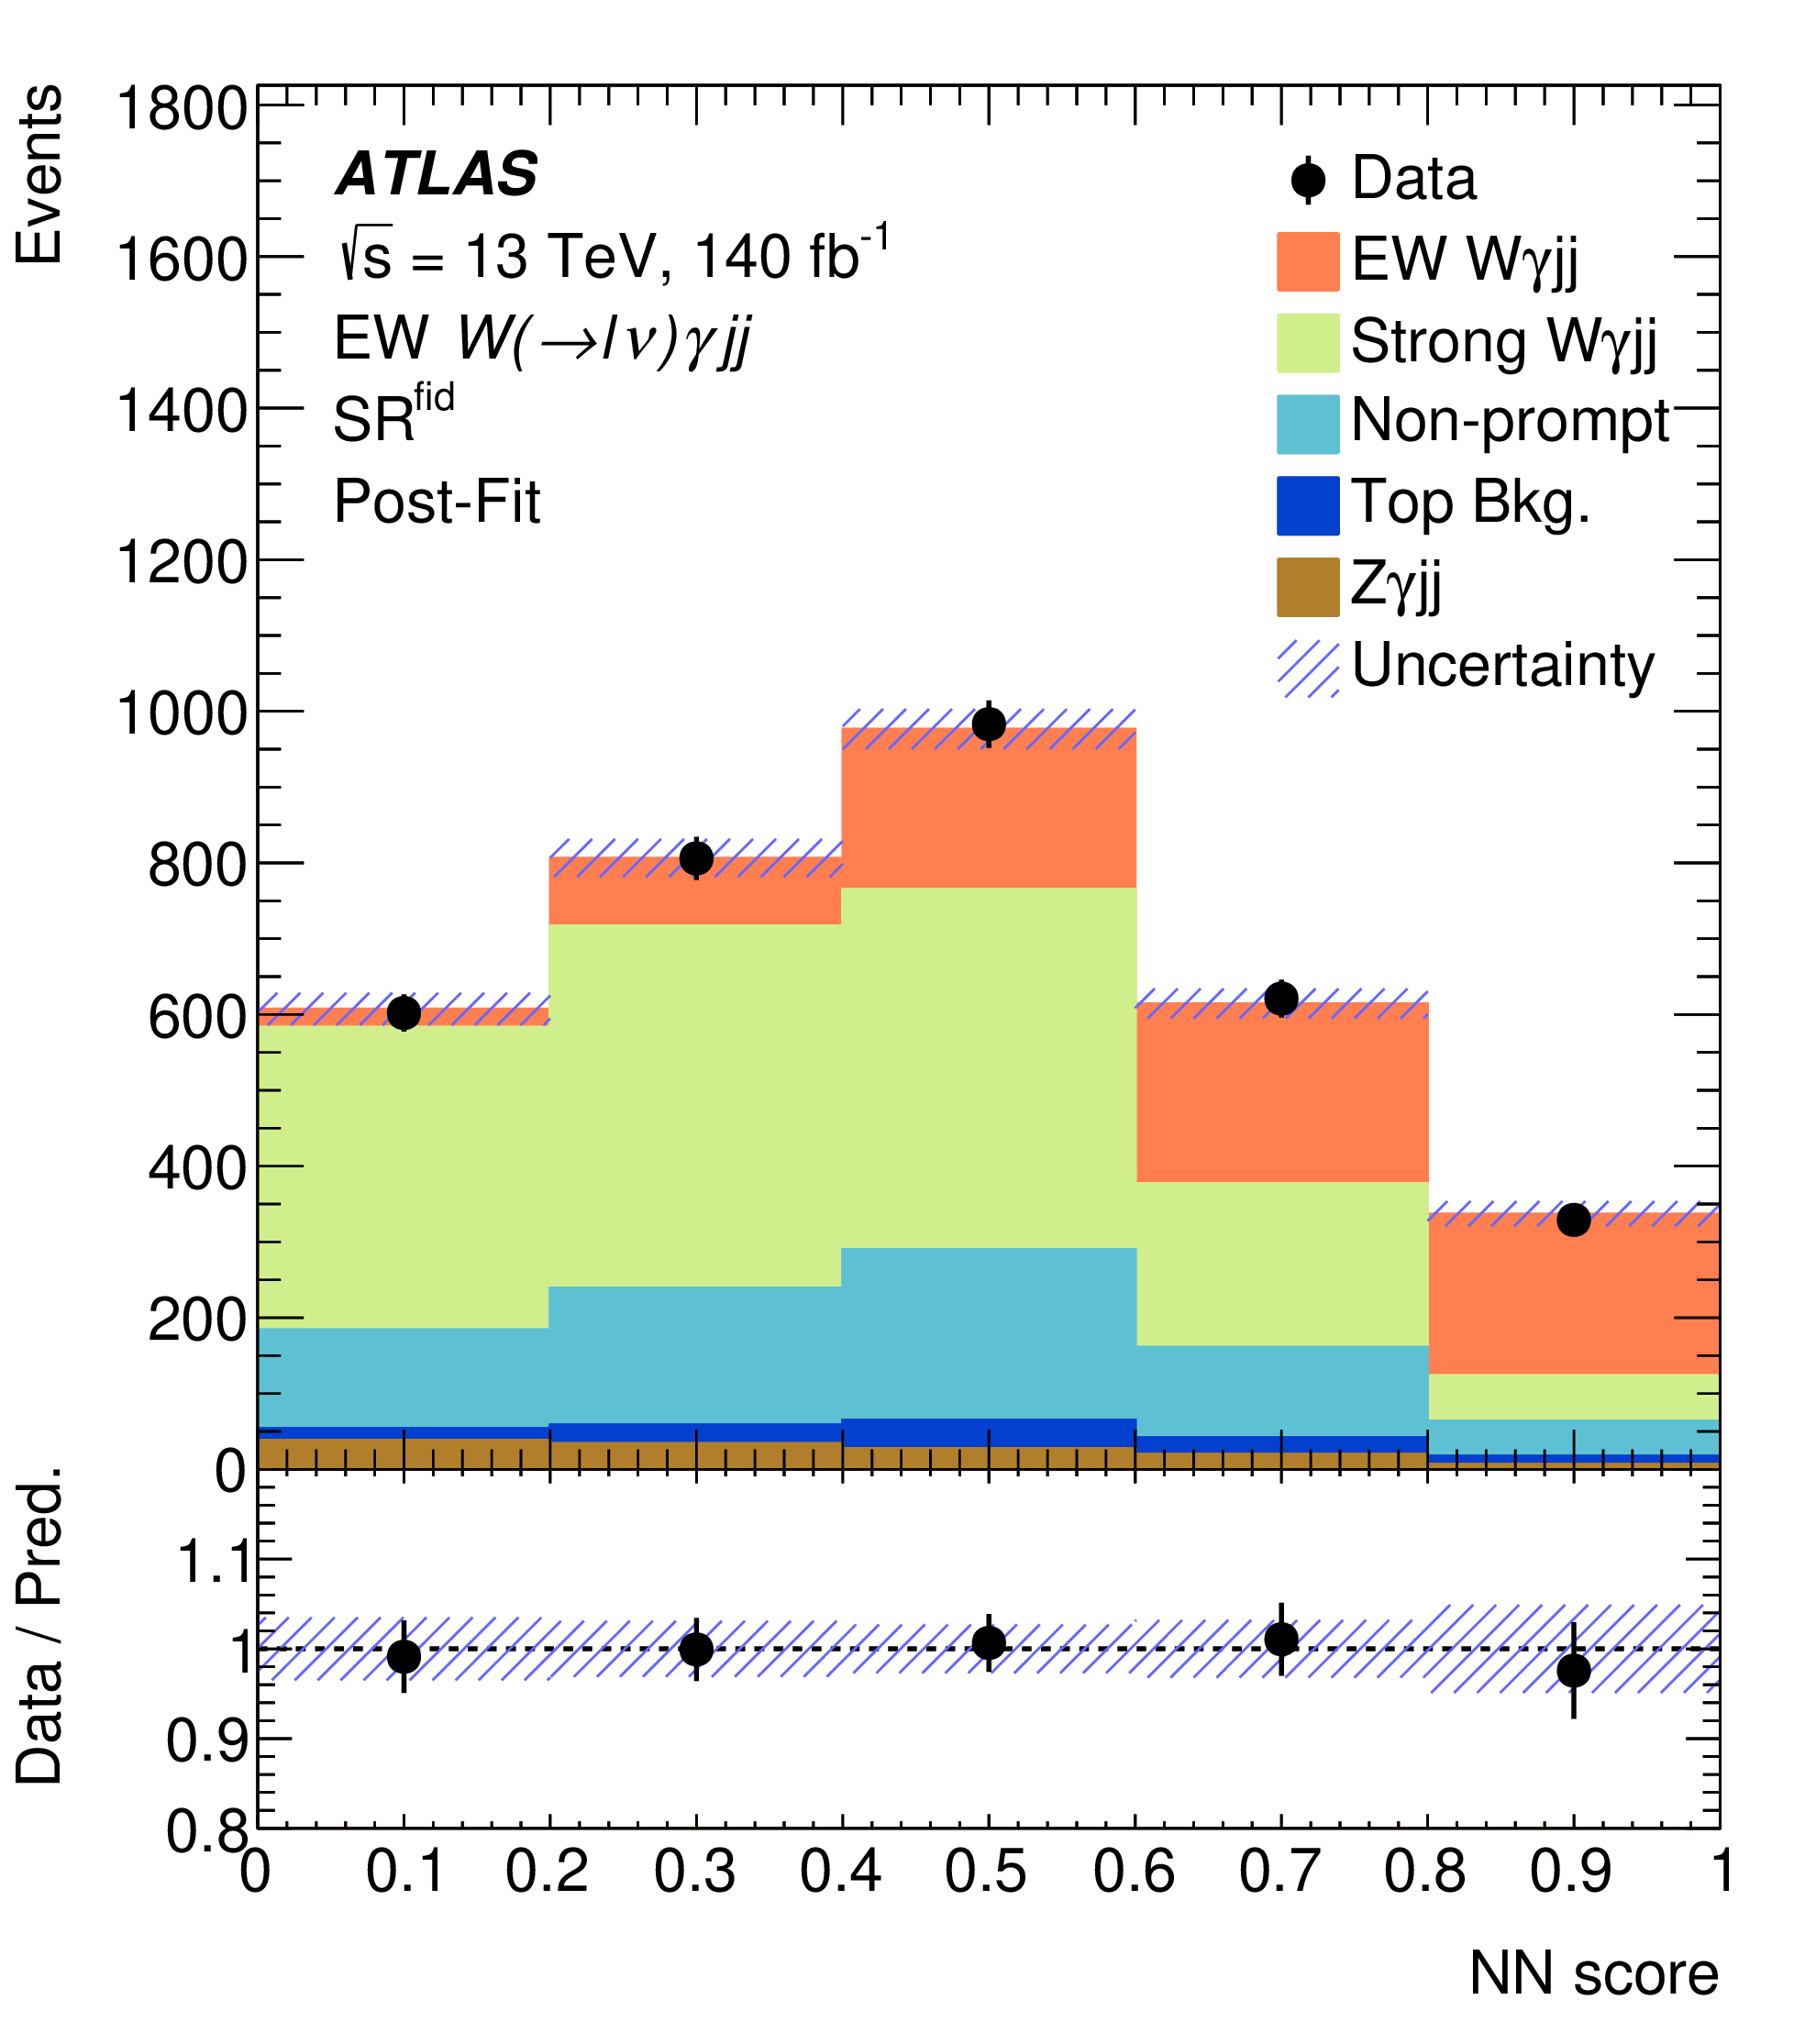 Events
1800
1600
1400
1200
1000
800
600
400
200
0
ATLAS
√s = 13 TeV, 140 fb⁻¹
EW W(→lν)γjj
SR^fid
Post-Fit
Data
EW Wγjj
Strong Wγjj
Non-prompt
Top Bkg.
Zγjj
Uncertainty
Data / Pred.
1.1
1
0.9
0.8
0 0.1 0.2 0.3 0.4 0.5 0.6 0.7 0.8 0.9 1
NN score